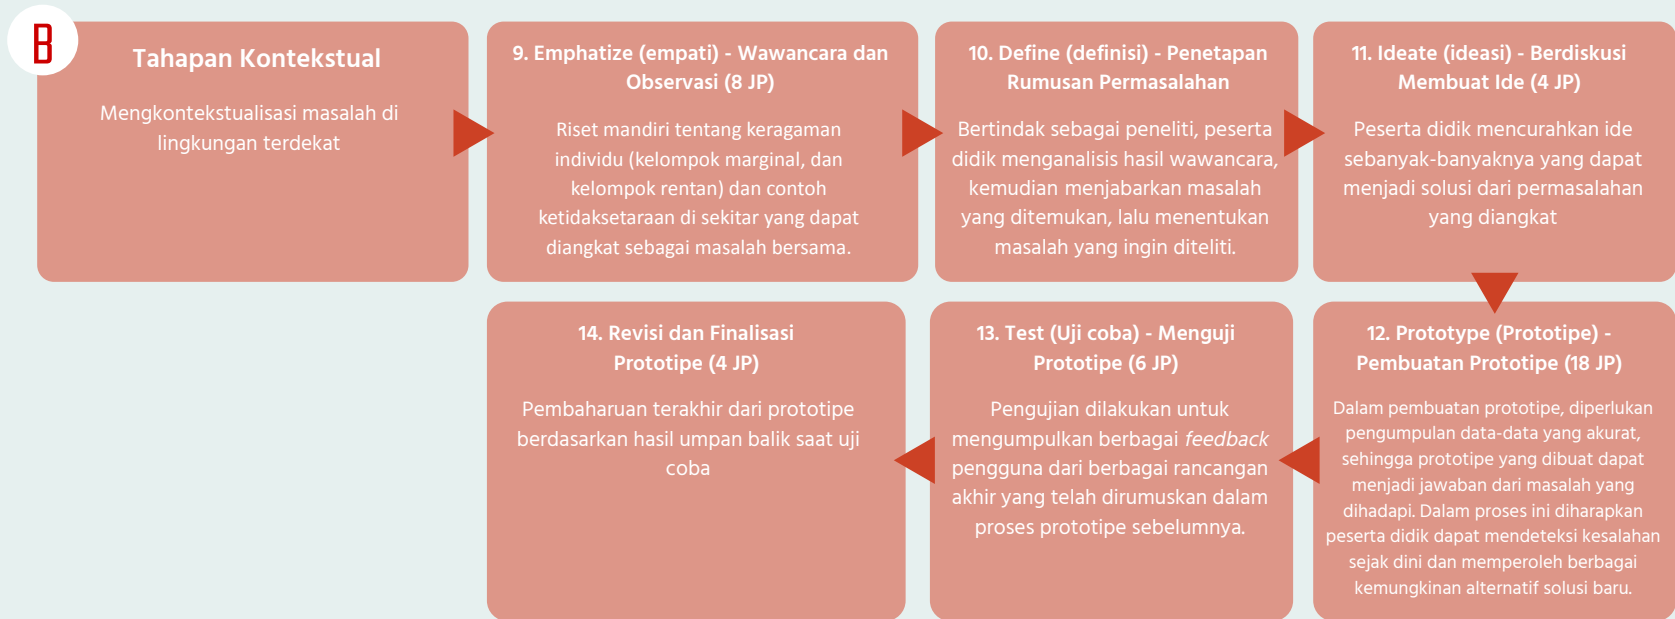 B
Tahapan Kontekstual
Mengkontekstualisasi masalah di
lingkungan terdekat
9. Emphatize (empati) - Wawancara dan
Observasi (8 JP)
Riset mandiri tentang keragaman
individu (kelompok marginal, dan
kelompok rentan) dan contoh
ketidaksetaraan di sekitar yang dapat
diangkat sebagai masalah bersama.
10. Define (definisi) - Penetapan
Rumusan Permasalahan
Bertindak sebagai peneliti, peserta
didik menganalisis hasil wawancara,
kemudian menjabarkan masalah
yang ditemukan, lalu menentukan
masalah yang ingin diteliti.
11. Ideate (ideasi) - Berdiskusi
Membuat Ide (4 JP)
Peserta didik mencurahkan ide
sebanyak-banyaknya yang dapat
menjadi solusi dari permasalahan
yang diangkat
12. Prototype (Prototipe) -
Pembuatan Prototipe (18 JP)
Dalam pembuatan prototipe, diperlukan
pengumpulan data-data yang akurat,
sehingga prototipe yang dibuat dapat
menjadi jawaban dari masalah yang
dihadapi. Dalam proses ini diharapkan
peserta didik dapat mendeteksi kesalahan
sejak dini dan memperoleh berbagai
kemungkinan alternatif solusi baru.
13. Test (Uji coba) - Menguji
Prototipe (6 JP)
Pengujian dilakukan untuk
mengumpulkan berbagai feedback
pengguna dari berbagai rancangan
akhir yang telah dirumuskan dalam
proses prototipe sebelumnya.
14. Revisi dan Finalisasi
Prototipe (4 JP)
Pembaharuan terakhir dari prototipe
berdasarkan hasil umpan balik saat uji
coba